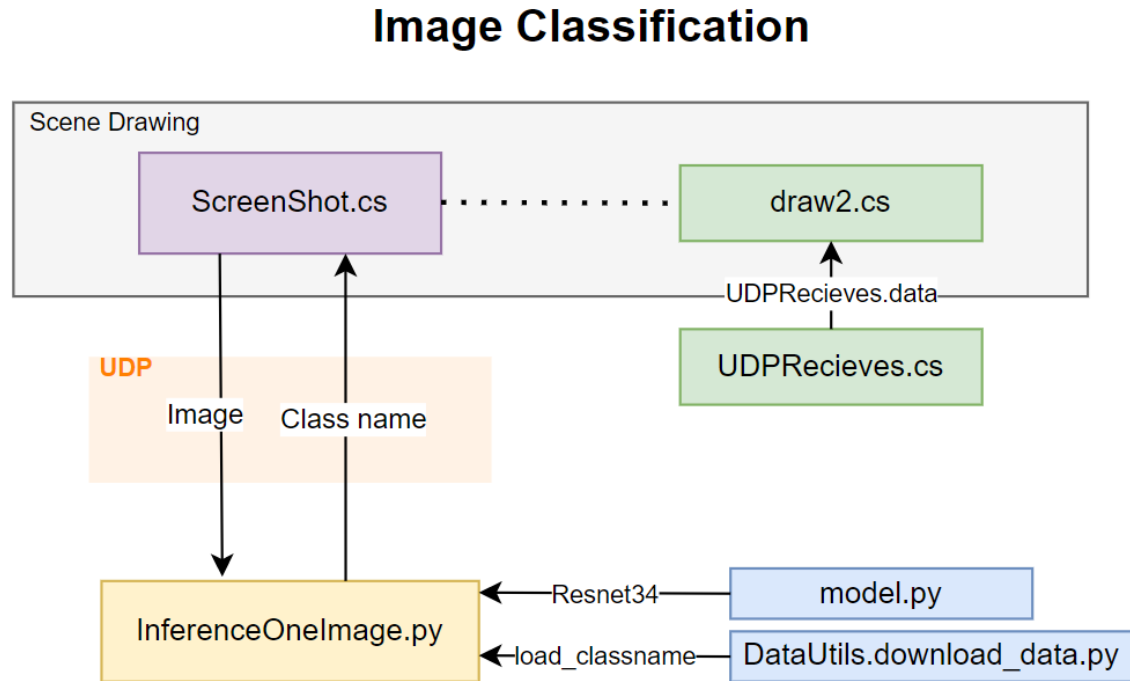 Image Classification
Scene Drawing
ScreenShot.cs
draw2.cs
UDPRecieves.data
UDPRecieves.cs
UDP
Image
Class name
InferenceOneImage.py
Resnet34
model.py
load_classname
DataUtils.download_data.py